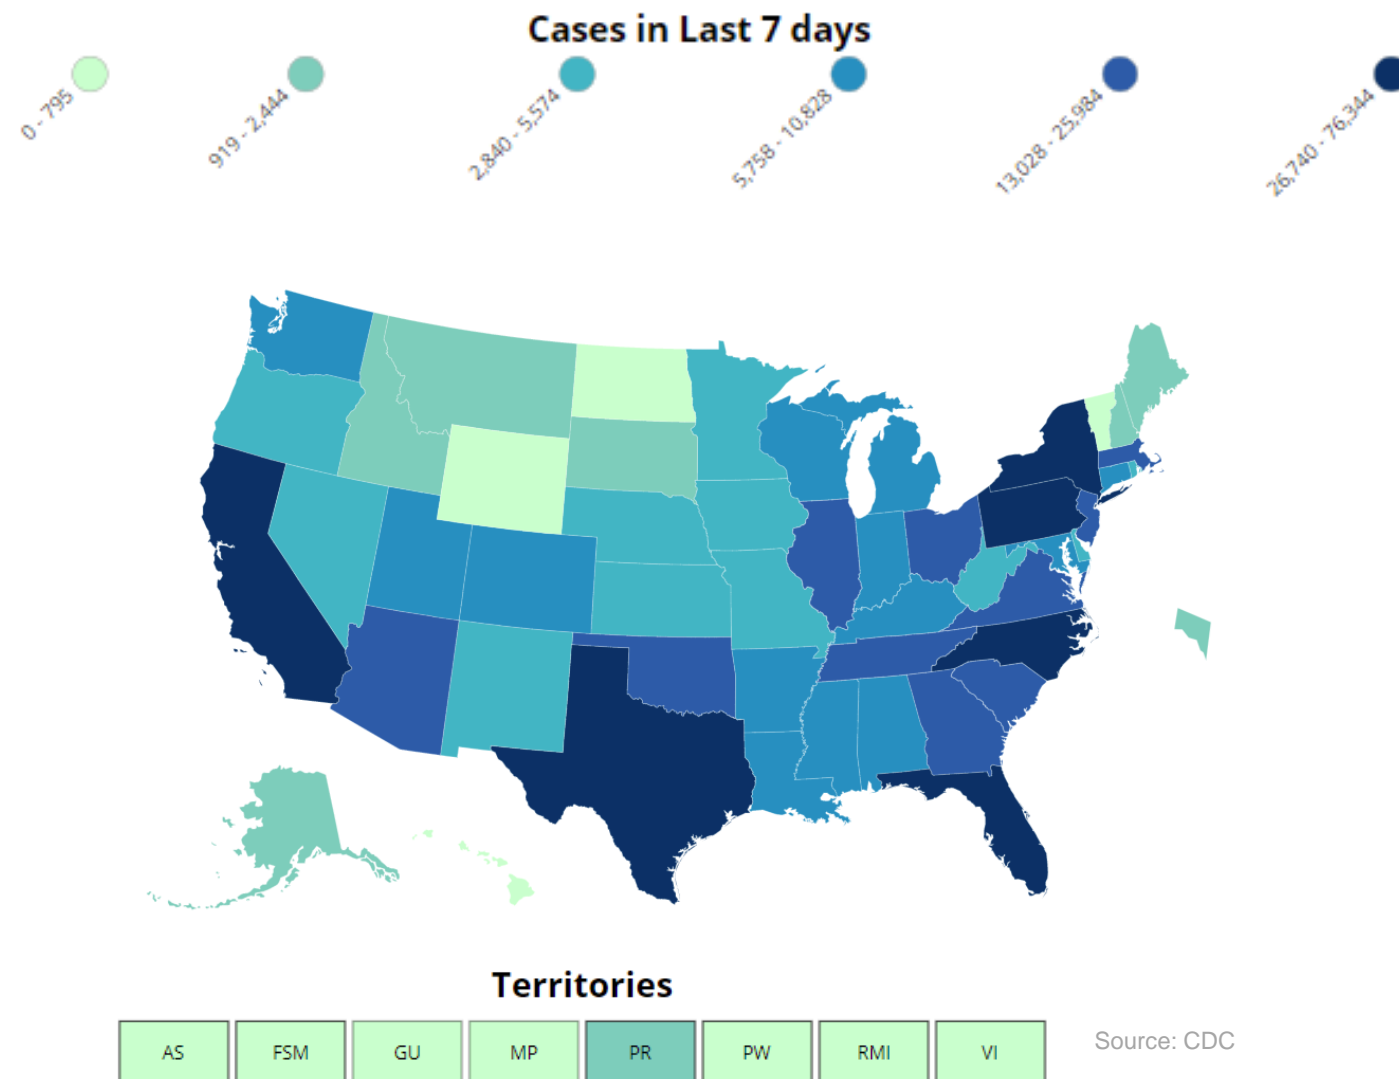 Cases in Last 7 days
0 - 795
919 - 2,444
2,840 - 5,574
5,758 - 10,828
13,028 - 25,984
26,740 - 76,344
Territories
AS FSM GU MP PR PW RMI VI
Source: CDC